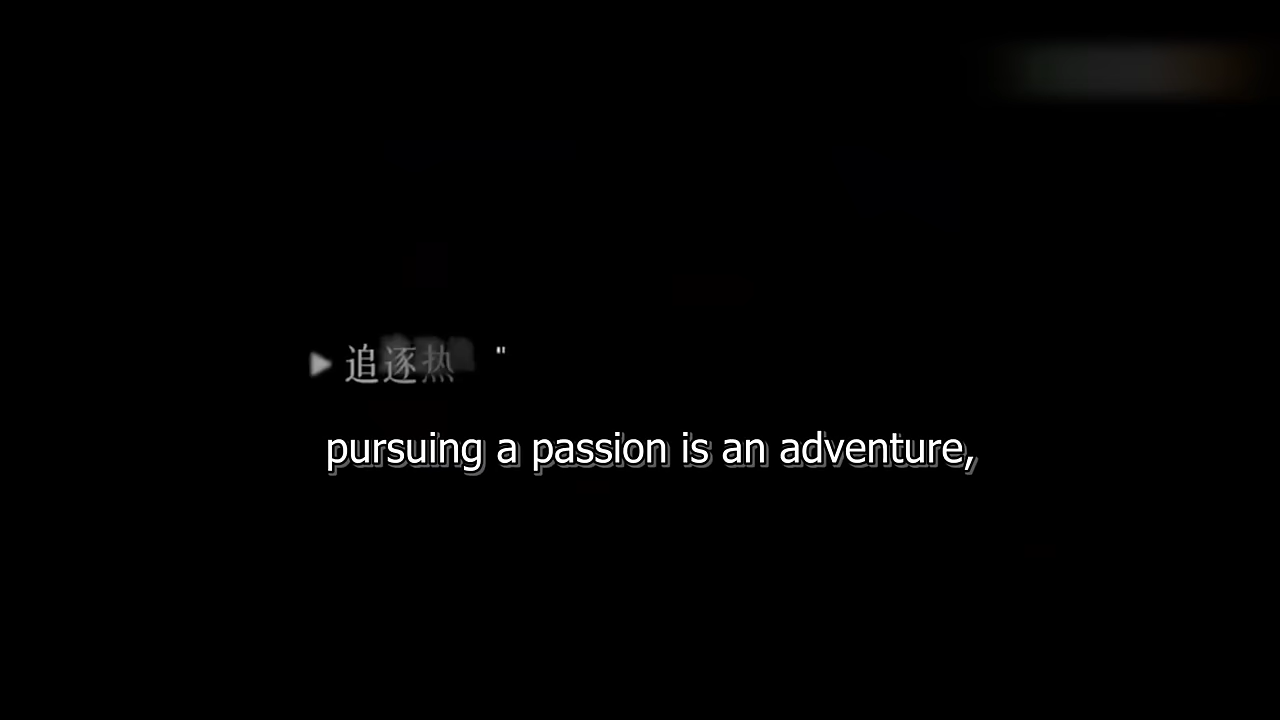 ▶追逐热 "
pursuing a passion is an adventure,